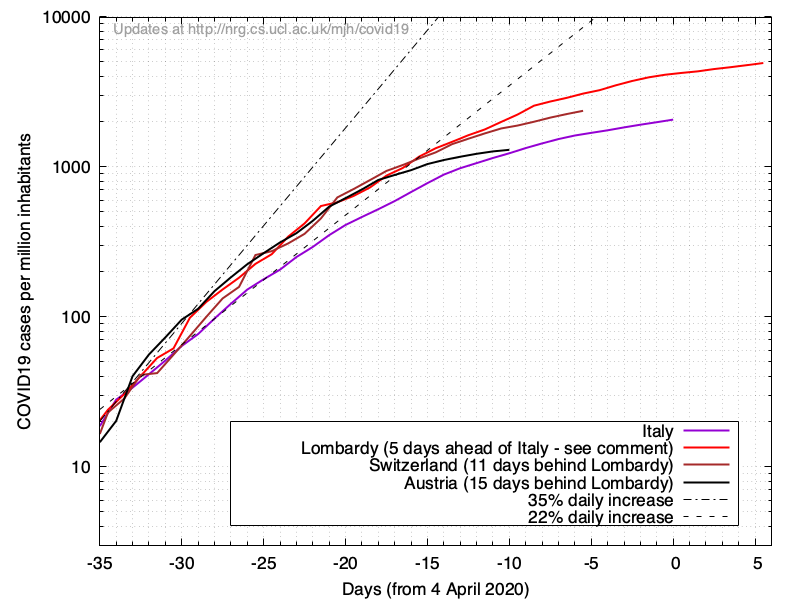 Updates at http://nrg.cs.ucl.ac.uk/mjh/covid19
10000
1000
100
10
COVID19 cases per million inhabitants
Italy
Lombardy (5 days ahead of Italy - see comment)
Switzerland (11 days behind Lombardy)
Austria (15 days behind Lombardy)
35% daily increase
22% daily increase
-35 -30 -25 -20 -15 -10 -5 0 5
Days (from 4 April 2020)